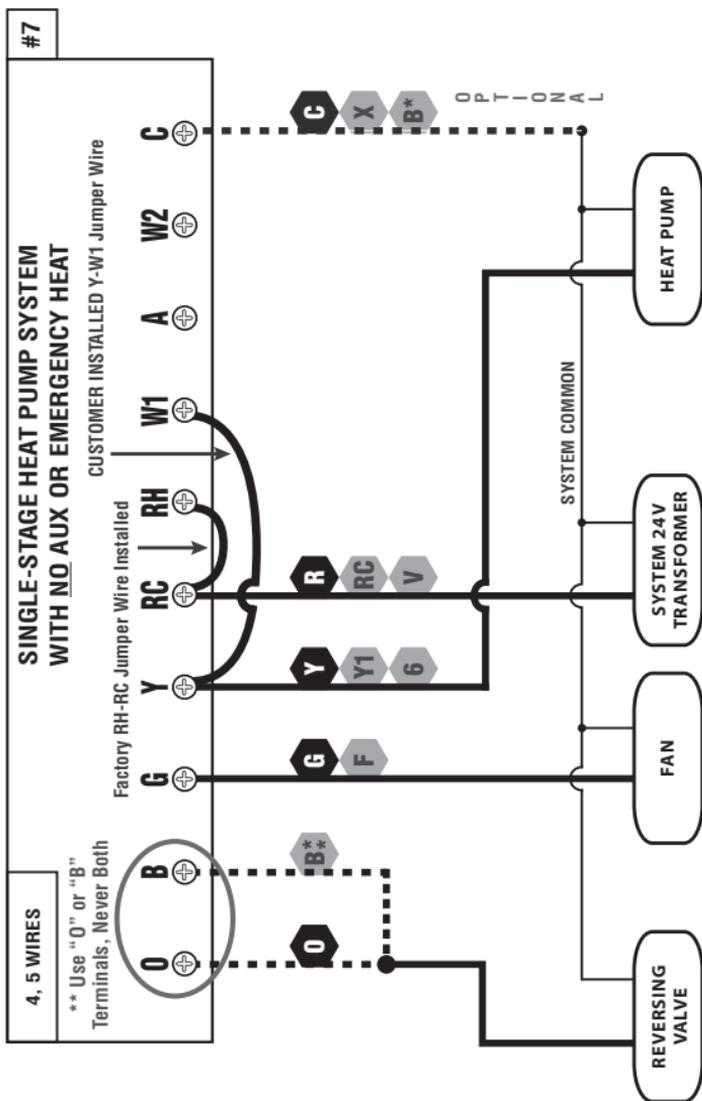 #7
4, 5 WIRES
SINGLE-STAGE HEAT PUMP SYSTEM
WITH NO AUX OR EMERGENCY HEAT
** Use “O” or “B”
Terminals, Never Both
Factory RH-RC Jumper Wire Installed
CUSTOMER INSTALLED Y-W1 Jumper Wire
O B G Y RC RH W1 A W2 C
O B** G Y R C
F Y1 RC X
6 V B*
OPTIONAL
SYSTEM COMMON
REVERSING
VALVE
FAN
SYSTEM 24V
TRANSFORMER
HEAT PUMP